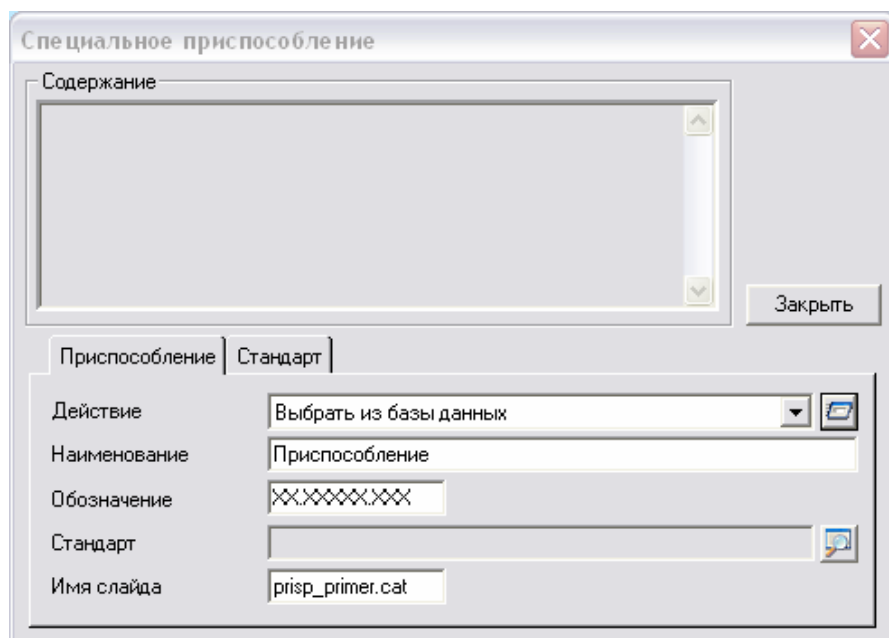 Специальное приспособление
Содержание
Закрыть
Приспособление
Стандарт
Действие
Выбрать из базы данных
Наименование
Приспособление
Обозначение
XX.XXXXX.XXX
Стандарт
Имя слайда
prisp_primer.cat